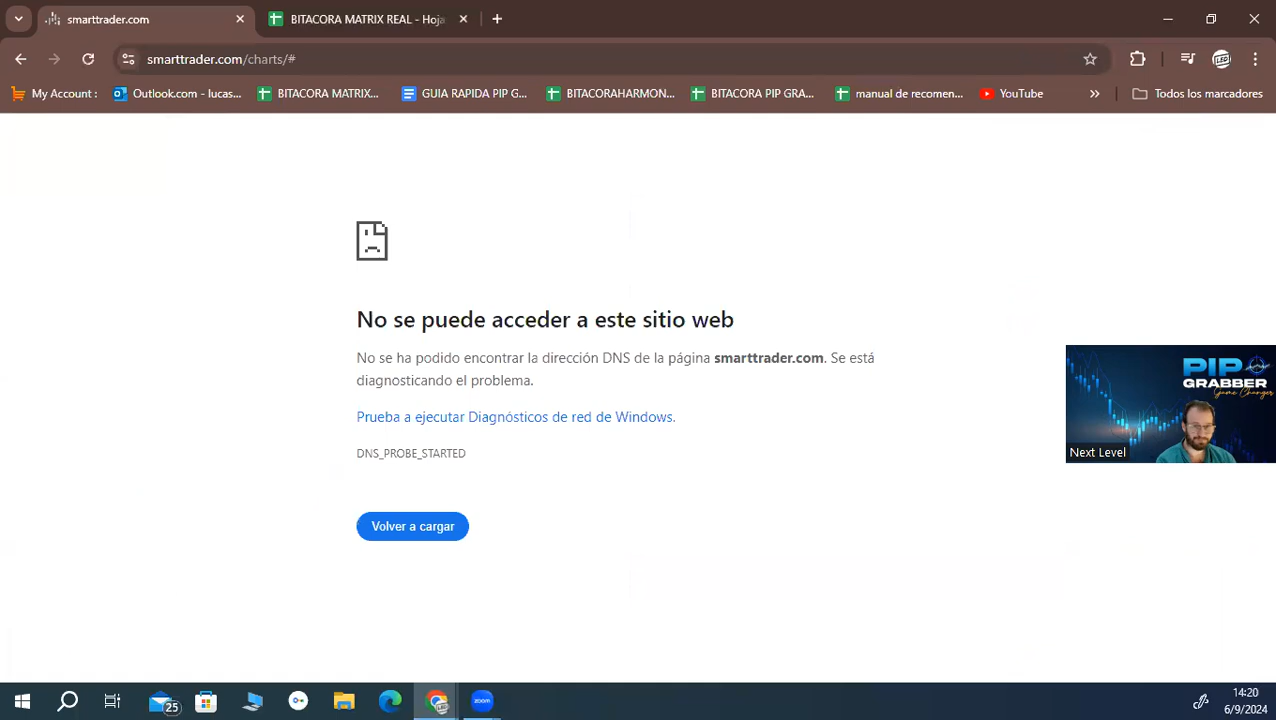 smarttrader.com
BITACORA MATRIX REAL - Hoja
smarttrader.com/charts/#
My Account :
Outlook.com - lucas...
BITACORA MATRIX...
GUIA RAPIDA PIP G...
BITACORAHARMON...
BITACORA PIP GRA...
manual de recomen...
YouTube
Todos los marcadores
No se puede acceder a este sitio web
No se ha podido encontrar la dirección DNS de la página smarttrader.com. Se está
diagnosticando el problema.
Prueba a ejecutar Diagnósticos de red de Windows.
DNS_PROBE_STARTED
Volver a cargar
PIP
GRABBER
Game Changer
Next Level
25
zoom
14:20
6/9/2024